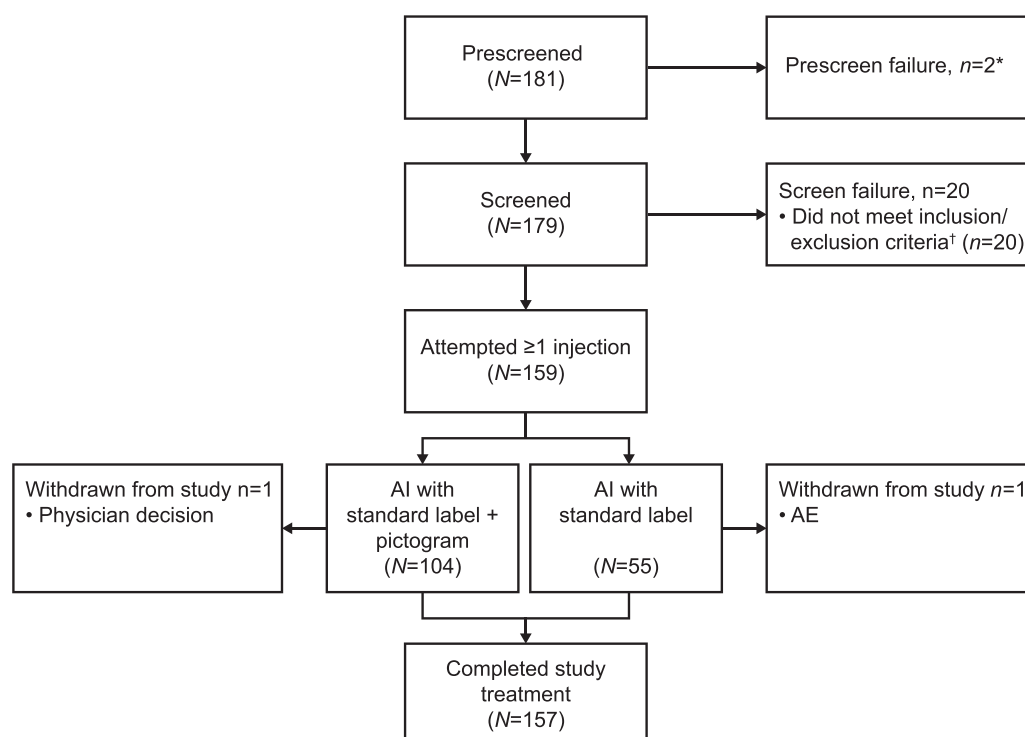 Prescreened
(N=181)
Prescreen failure, n=2*
Screened
(N=179)
Screen failure, n=20
• Did not meet inclusion/
exclusion criteria† (n=20)
Attempted ≥1 injection
(N=159)
Withdrawn from study n=1
• Physician decision
AI with
standard label +
pictogram
(N=104)
AI with
standard label
(N=55)
Withdrawn from study n=1
• AE
Completed study
treatment
(N=157)